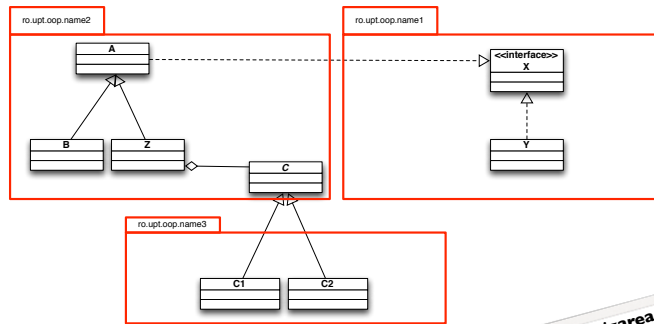 ro.upt.oop.name2
ro.upt.oop.name1
A
<<interface>>
X
B
Z
Y
C
ro.upt.oop.name3
C1
C2